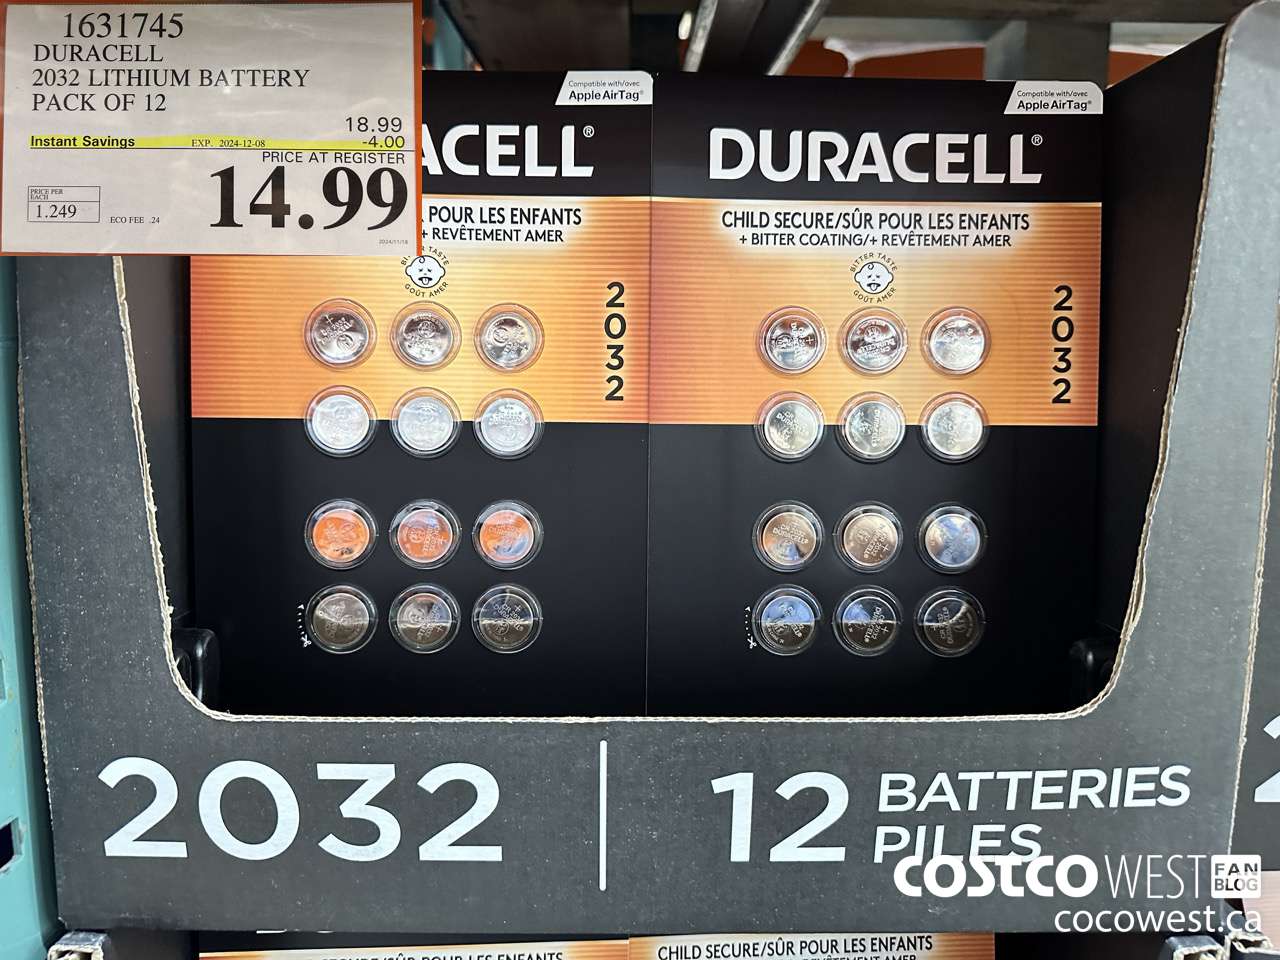 1631745
DURACELL
2032 LITHIUM BATTERY
PACK OF 12
18.99
Instant Savings EXP. 2024-12-08 -4.00
PRICE AT REGISTER
14.99
PRICE PER
EACH
1.249
ECO FEE .24
2024/11/18
Compatible with/avec
Apple AirTag®
ACELL®
R POUR LES ENFANTS
+ REVÊTEMENT AMER
BITTER TASTE
GOÛT AMER
2032
Compatible with/avec
Apple AirTag®
DURACELL®
CHILD SECURE/SÛR POUR LES ENFANTS
+ BITTER COATING/+ REVÊTEMENT AMER
BITTER TASTE
GOÛT AMER
2032
2032 | 12 BATTERIES
PILES
COSTCO WEST FAN
BLOG
cocowest.ca
CHILD SECURE/SÛR POUR LES ENFANTS